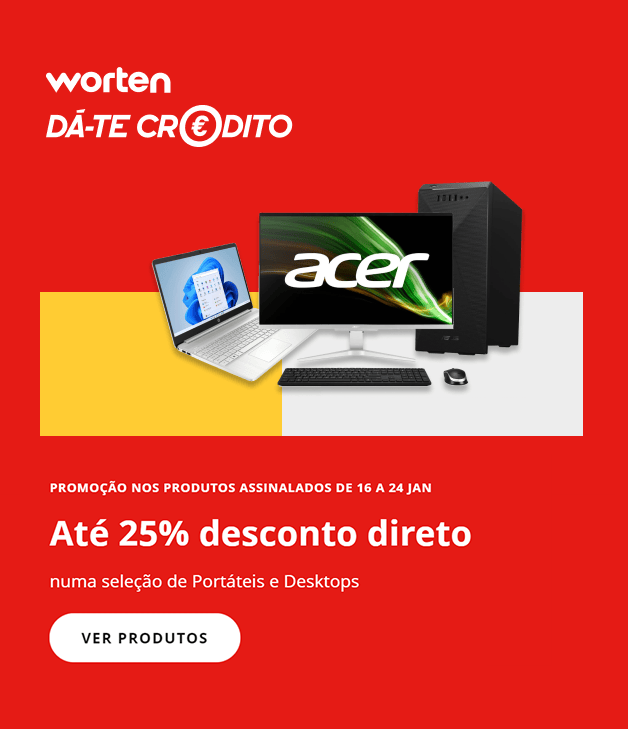 worten
DÁ-TE CR€DITO
acer
PROMOÇÃO NOS PRODUTOS ASSINALADOS DE 16 A 24 JAN
Até 25% desconto direto
numa seleção de Portáteis e Desktops
VER PRODUTOS